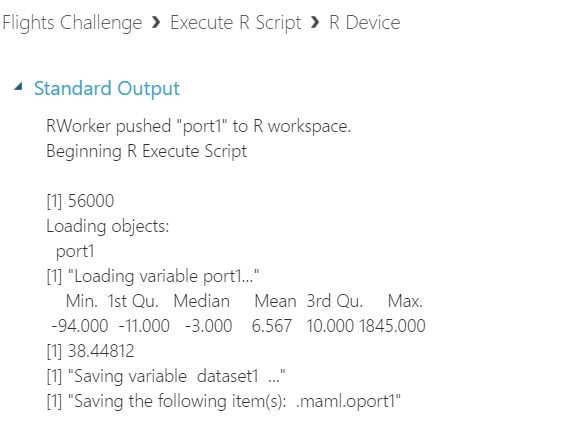 Flights Challenge > Execute R Script > R Device
Standard Output
RWorker pushed "port1" to R workspace.
Beginning R Execute Script
[1] 56000
Loading objects:
port1
[1] "Loading variable port1..."
Min. 1st Qu. Median Mean 3rd Qu. Max.
-94.000 -11.000 -3.000 6.567 10.000 1845.000
[1] 38.44812
[1] "Saving variable dataset1 ..."
[1] "Saving the following item(s): .maml.oport1"